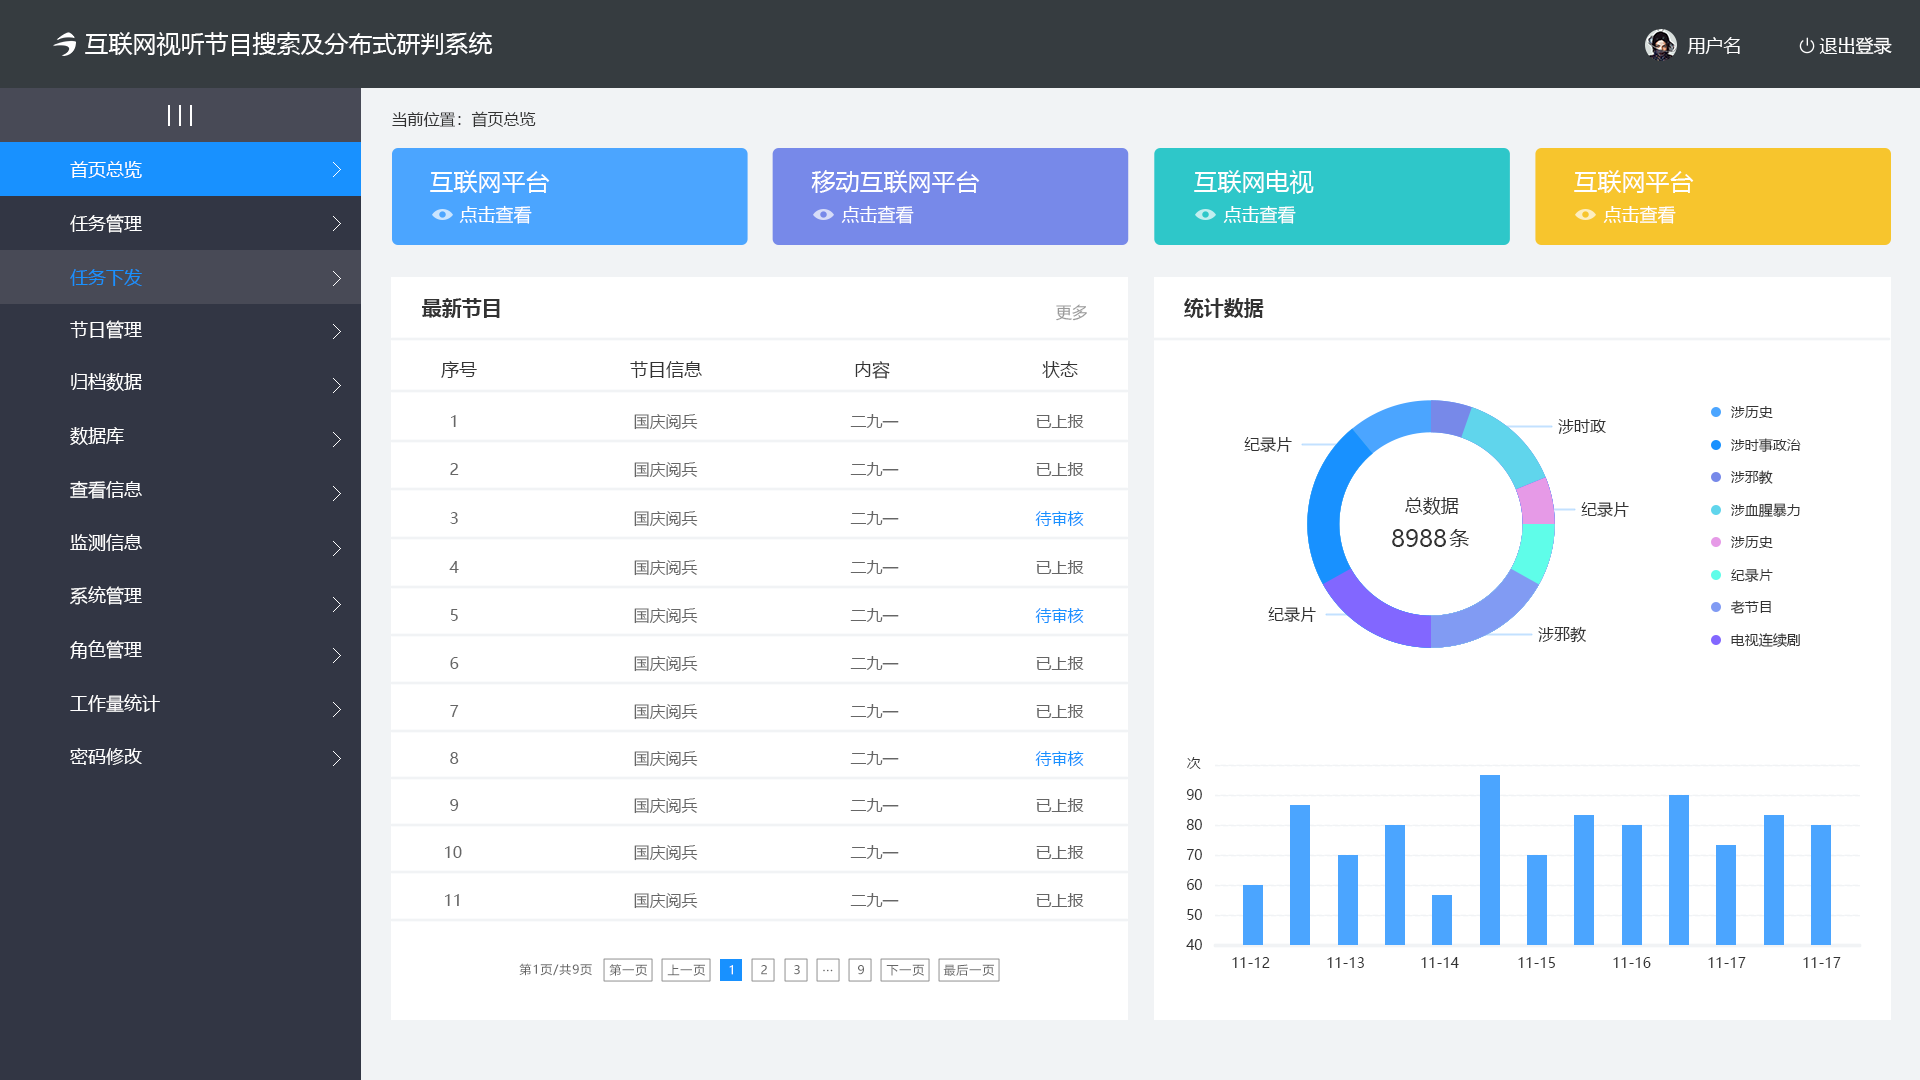 互联网视听节目搜索及分布式研判系统
用户名
退出登录
首页总览
任务管理
任务下发
节日管理
归档数据
数据库
查看信息
监测信息
系统管理
角色管理
工作量统计
密码修改
当前位置：首页总览
互联网平台
点击查看
移动互联网平台
点击查看
互联网电视
点击查看
互联网平台
点击查看
最新节目
更多
序号 节目信息 内容 状态
1 国庆阅兵 二九一 已上报
2 国庆阅兵 二九一 已上报
3 国庆阅兵 二九一 待审核
4 国庆阅兵 二九一 已上报
5 国庆阅兵 二九一 待审核
6 国庆阅兵 二九一 已上报
7 国庆阅兵 二九一 已上报
8 国庆阅兵 二九一 待审核
9 国庆阅兵 二九一 已上报
10 国庆阅兵 二九一 已上报
11 国庆阅兵 二九一 已上报
第1页/共9页 第一页 上一页 1 2 3 ... 9 下一页 最后一页
统计数据
涉时政
纪录片
纪录片
纪录片
涉邪教
总数据
8988条
涉历史
涉时事政治
涉邪教
涉血腥暴力
涉历史
纪录片
老节目
电视连续剧
次
90
80
70
60
50
40
11-12 11-13 11-14 11-15 11-16 11-17 11-17